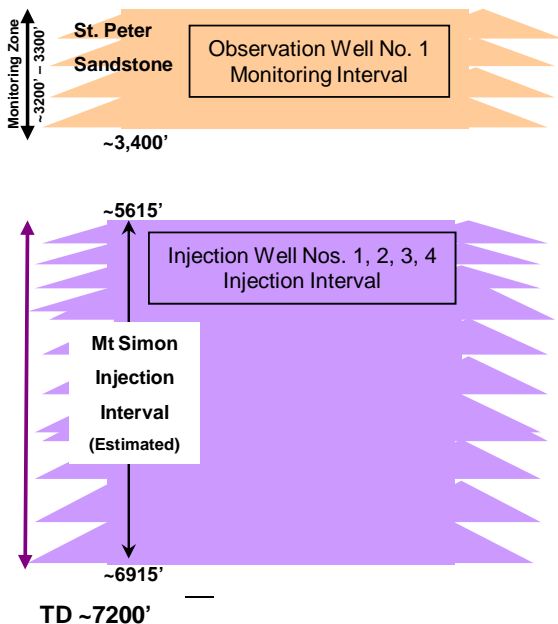 Monitoring Zone
~3200' – 3300'
St. Peter
Sandstone
Observation Well No. 1
Monitoring Interval
~3,400’
~5615’
Injection Well Nos. 1, 2, 3, 4
Injection Interval
Mt Simon
Injection
Interval
(Estimated)
~6915’
TD ~7200’